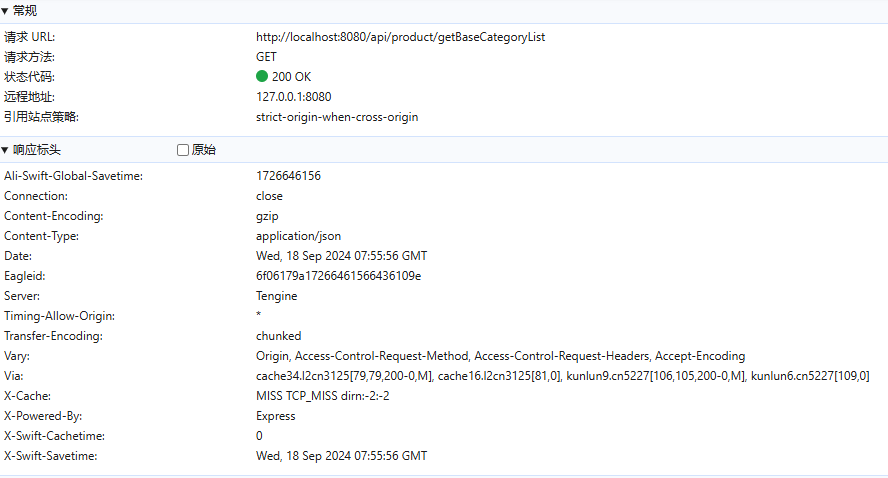 常规
请求 URL: http://localhost:8080/api/product/getBaseCategoryList
请求方法: GET
状态代码: 200 OK
远程地址: 127.0.0.1:8080
引用站点策略: strict-origin-when-cross-origin
响应标头 原始
Ali-Swift-Global-Savetime: 1726646156
Connection: close
Content-Encoding: gzip
Content-Type: application/json
Date: Wed, 18 Sep 2024 07:55:56 GMT
Eagleid: 6f06179a17266461566436109e
Server: Tengine
Timing-Allow-Origin: *
Transfer-Encoding: chunked
Vary: Origin, Access-Control-Request-Method, Access-Control-Request-Headers, Accept-Encoding
Via: cache34.l2cn3125[79,79,200-0,M], cache16.l2cn3125[81,0], kunlun9.cn5227[106,105,200-0,M], kunlun6.cn5227[109,0]
X-Cache: MISS TCP_MISS dirn:-2:-2
X-Powered-By: Express
X-Swift-Cachetime: 0
X-Swift-Savetime: Wed, 18 Sep 2024 07:55:56 GMT